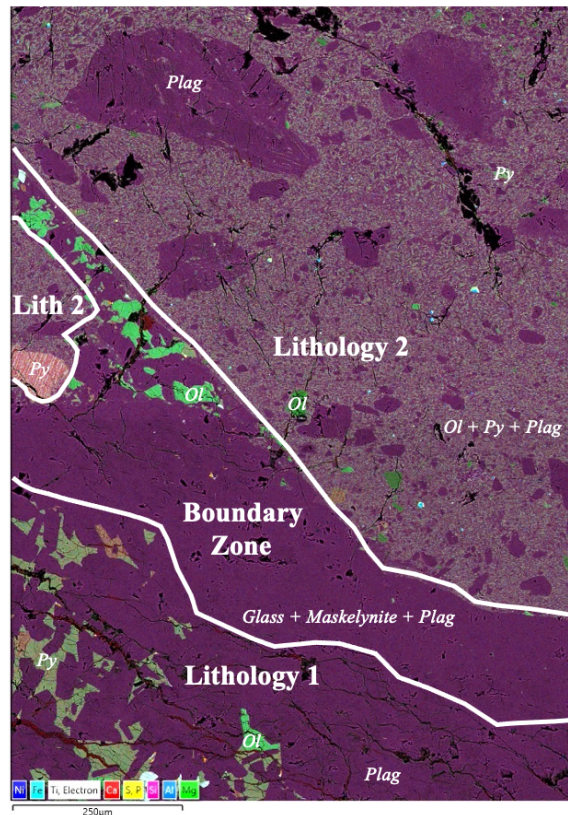 Plag
Py
Lith 2
Py
Lithology 2
Ol
Ol
Ol + Py + Plag
Boundary
Zone
Glass + Maskelynite + Plag
Py
Lithology 1
Ol
Plag
Ni Fe Ti, Electron Ca S, P Si Al Mg
250µm